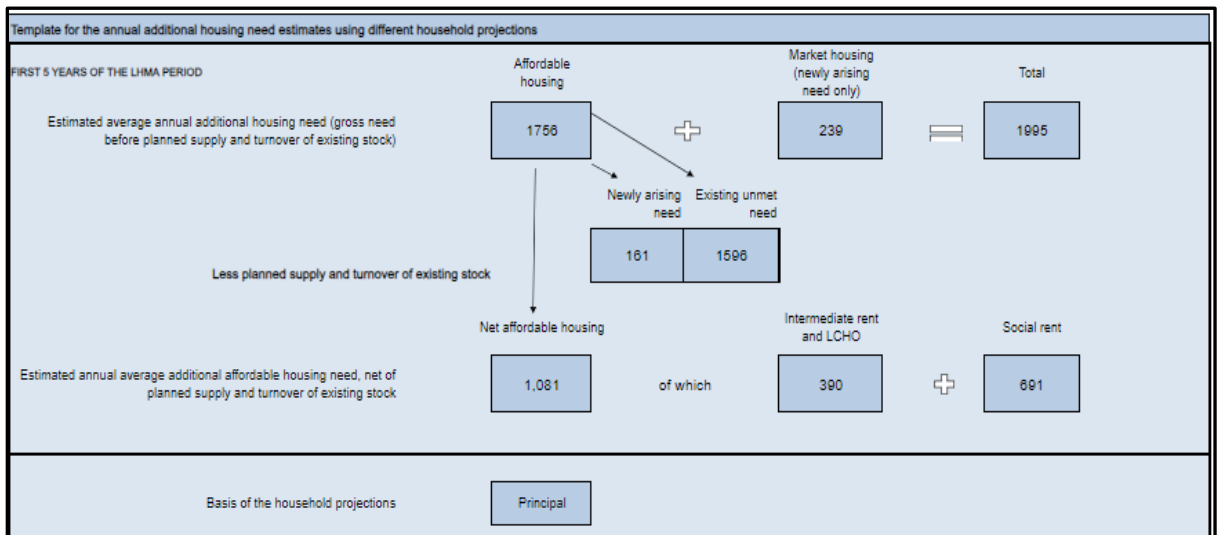 Template for the annual additional housing need estimates using different household projections
FIRST 5 YEARS OF THE LHMA PERIOD
Affordable
housing
Market housing
(newly arising
need only)
Total
Estimated average annual additional housing need (gross need
before planned supply and turnover of existing stock)
1756
239
1995
Newly arising
need
Existing unmet
need
161
1596
Less planned supply and turnover of existing stock
Net affordable housing
Intermediate rent
and LCHO
Social rent
Estimated annual average additional affordable housing need, net of
planned supply and turnover of existing stock
1,081
of which
390
691
Basis of the household projections
Principal